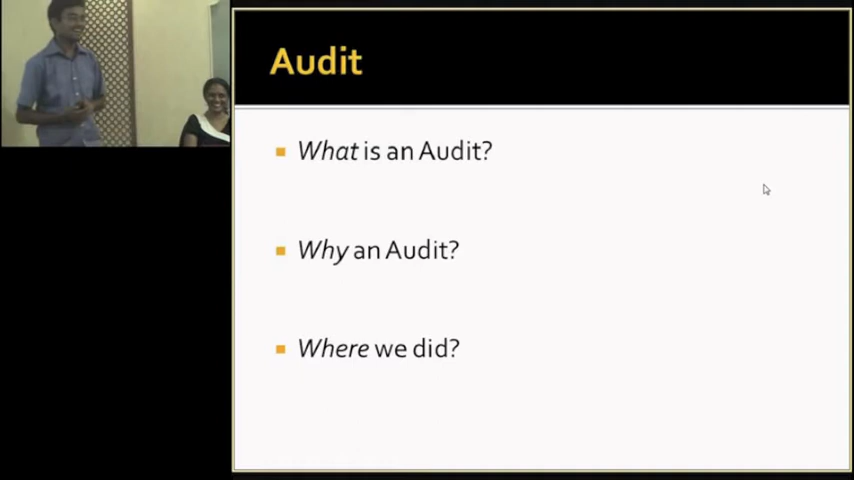 Audit
What is an Audit?
Why an Audit?
Where we did?